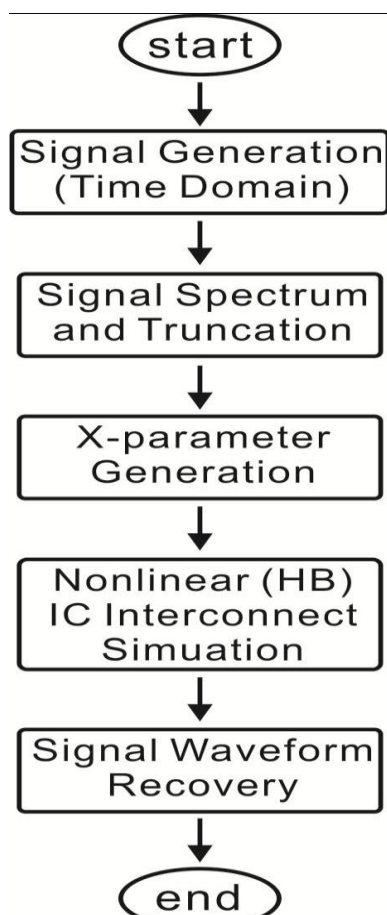 start
Signal Generation
(Time Domain)
Signal Spectrum
and Truncation
X-parameter
Generation
Nonlinear (HB)
IC Interconnect
Simuation
Signal Waveform
Recovery
end